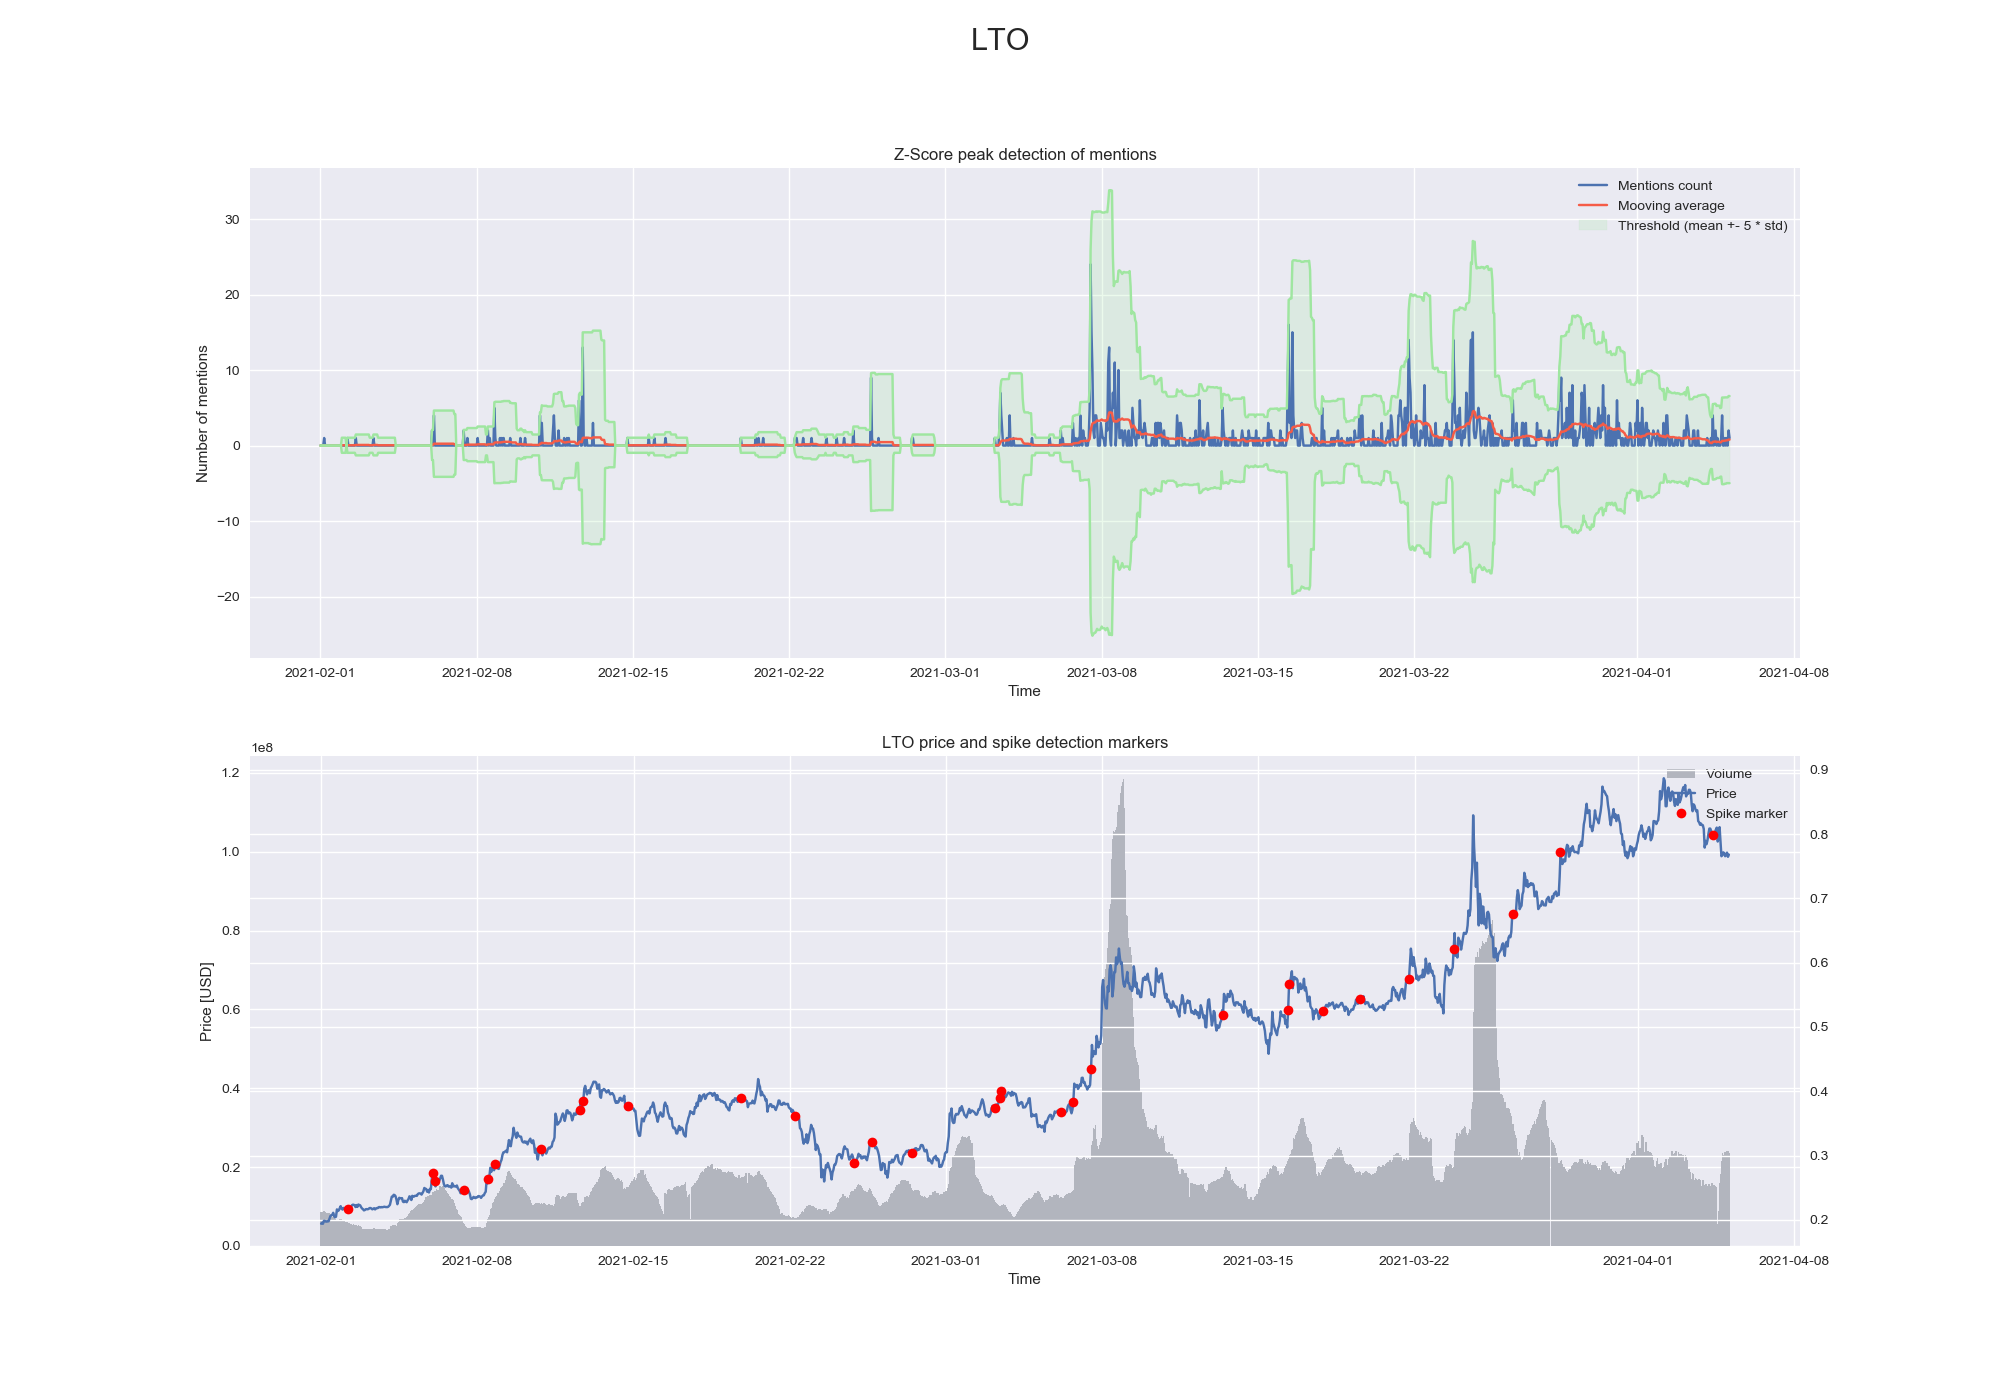 LTO
Z-Score peak detection of mentions
Mentions count
Mooving average
Threshold (mean +- 5 * std)
30
20
10
0
−10
−20
Number of mentions
2021-02-01 2021-02-08 2021-02-15 2021-02-22 2021-03-01 2021-03-08 2021-03-15 2021-03-22 2021-04-01 2021-04-08
Time
LTO price and spike detection markers
1e8
Volume
Price
Spike marker
1.2
1.0
0.8
0.6
0.4
0.2
0.0
Price [USD]
0.9
0.8
0.7
0.6
0.5
0.4
0.3
0.2
2021-02-01 2021-02-08 2021-02-15 2021-02-22 2021-03-01 2021-03-08 2021-03-15 2021-03-22 2021-04-01 2021-04-08
Time